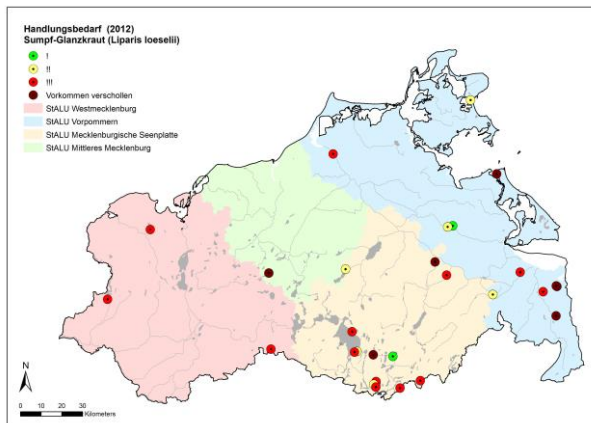 Handlungsbedarf (2012)
Sumpf-Glanzkraut (Liparis loeselii)
!
!!
!!!
Vorkommen verschollen
StALU Westmecklenburg
StALU Vorpommern
StALU Mecklenburgische Seenplatte
StALU Mittleres Mecklenburg
N
0 10 20 30
Kilometers